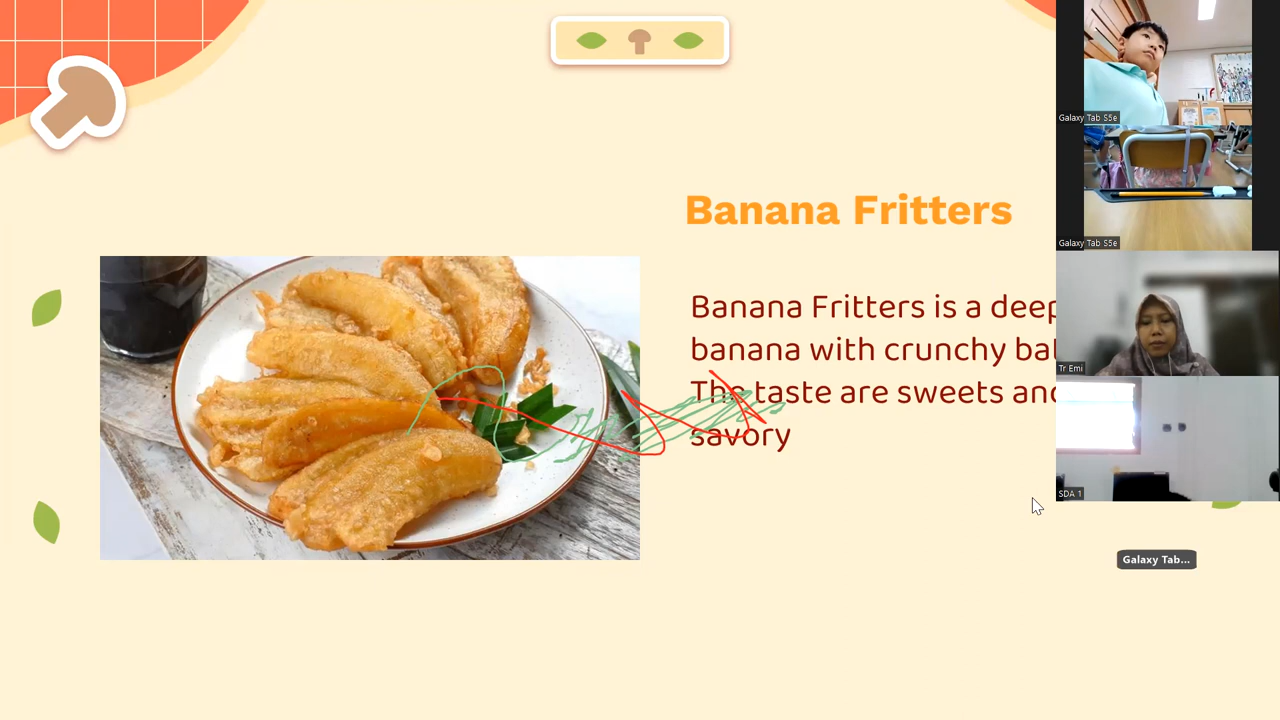 Banana Fritters
Banana Fritters is a deep
banana with crunchy
The taste are sweets and
savory
Galaxy Tab S5e
Galaxy Tab S5e
Tr Emi
SDA 1
Galaxy Tab...